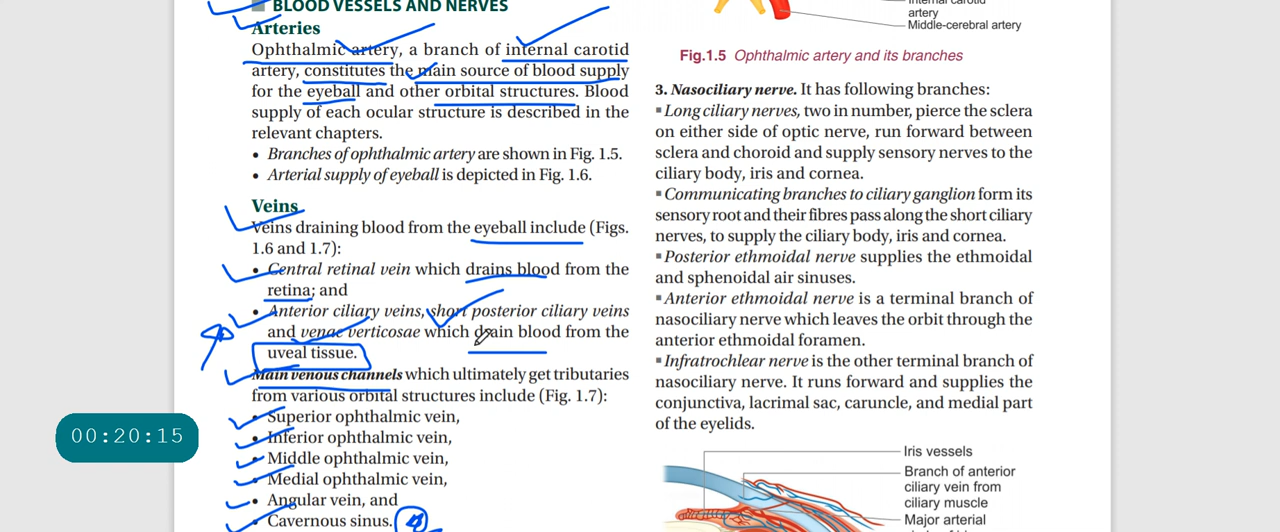 BLOOD VESSELS AND NERVES
Arteries
Ophthalmic artery, a branch of internal carotid
artery, constitutes the main source of blood supply
for the eyeball and other orbital structures. Blood
supply of each ocular structure is described in the
relevant chapters.
• Branches of ophthalmic artery are shown in Fig. 1.5.
• Arterial supply of eyeball is depicted in Fig. 1.6.
Veins
Veins draining blood from the eyeball include (Figs.
1.6 and 1.7):
• Central retinal vein which drains blood from the
retina; and
• Anterior ciliary veins, short posterior ciliary veins
and venae verticosae which drain blood from the
uveal tissue.
Main venous channels which ultimately get tributaries
from various orbital structures include (Fig. 1.7):
• Superior ophthalmic vein,
• Inferior ophthalmic vein,
• Middle ophthalmic vein,
• Medial ophthalmic vein,
• Angular vein, and
• Cavernous sinus.
00:20:15
Internal carotid
artery
Middle-cerebral artery
Fig.1.5 Ophthalmic artery and its branches
3. Nasociliary nerve. It has following branches:
▪ Long ciliary nerves, two in number, pierce the sclera
on either side of optic nerve, run forward between
sclera and choroid and supply sensory nerves to the
ciliary body, iris and cornea.
▪ Communicating branches to ciliary ganglion form its
sensory root and their fibres pass along the short ciliary
nerves, to supply the ciliary body, iris and cornea.
▪ Posterior ethmoidal nerve supplies the ethmoidal
and sphenoidal air sinuses.
▪ Anterior ethmoidal nerve is a terminal branch of
nasociliary nerve which leaves the orbit through the
anterior ethmoidal foramen.
▪ Infratrochlear nerve is the other terminal branch of
nasociliary nerve. It runs forward and supplies the
conjunctiva, lacrimal sac, caruncle, and medial part
of the eyelids.
Iris vessels
Branch of anterior
ciliary vein from
ciliary muscle
Major arterial